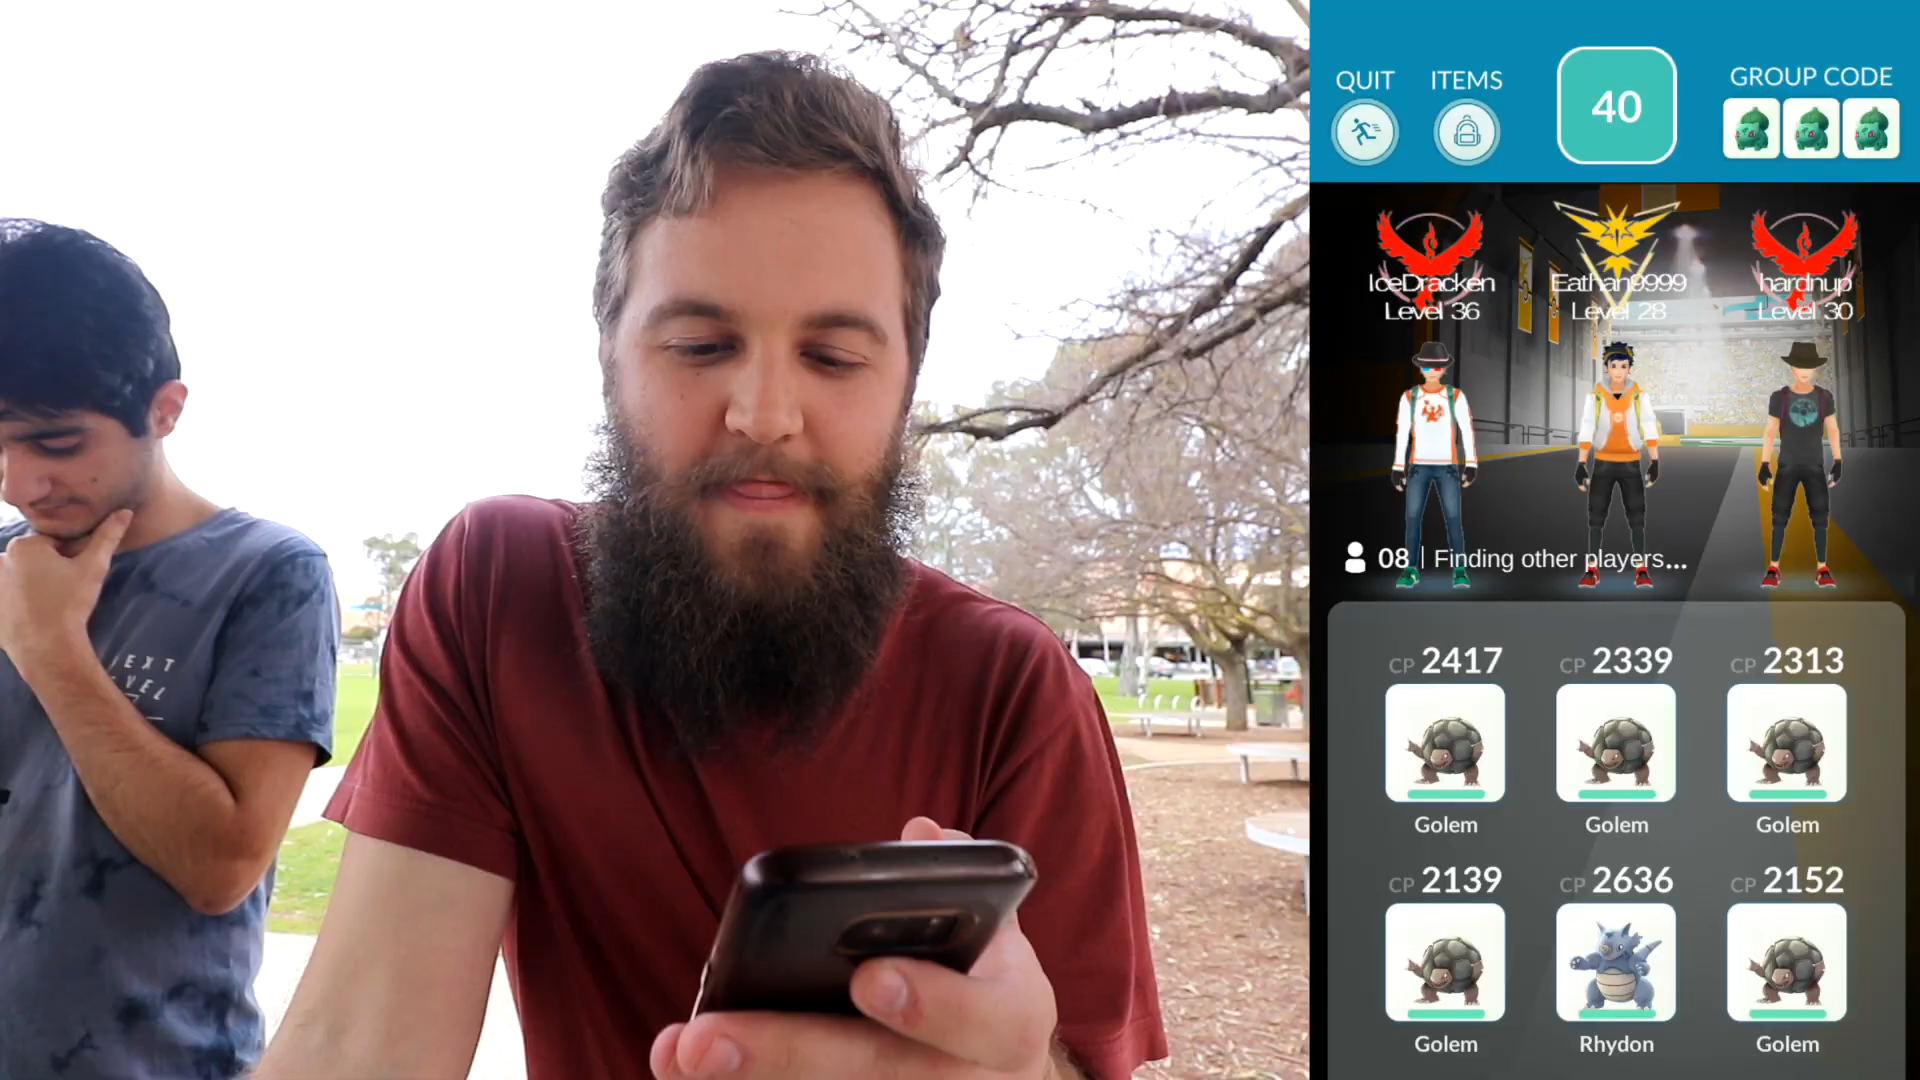 QUIT
ITEMS
40
GROUP CODE
IceDracken
Level 36
Eathan9999
Level 28
hardnup
Level 30
08 | Finding other players...
CP 2417
CP 2339
CP 2313
Golem
Golem
Golem
CP 2139
CP 2636
CP 2152
Golem
Rhydon
Golem